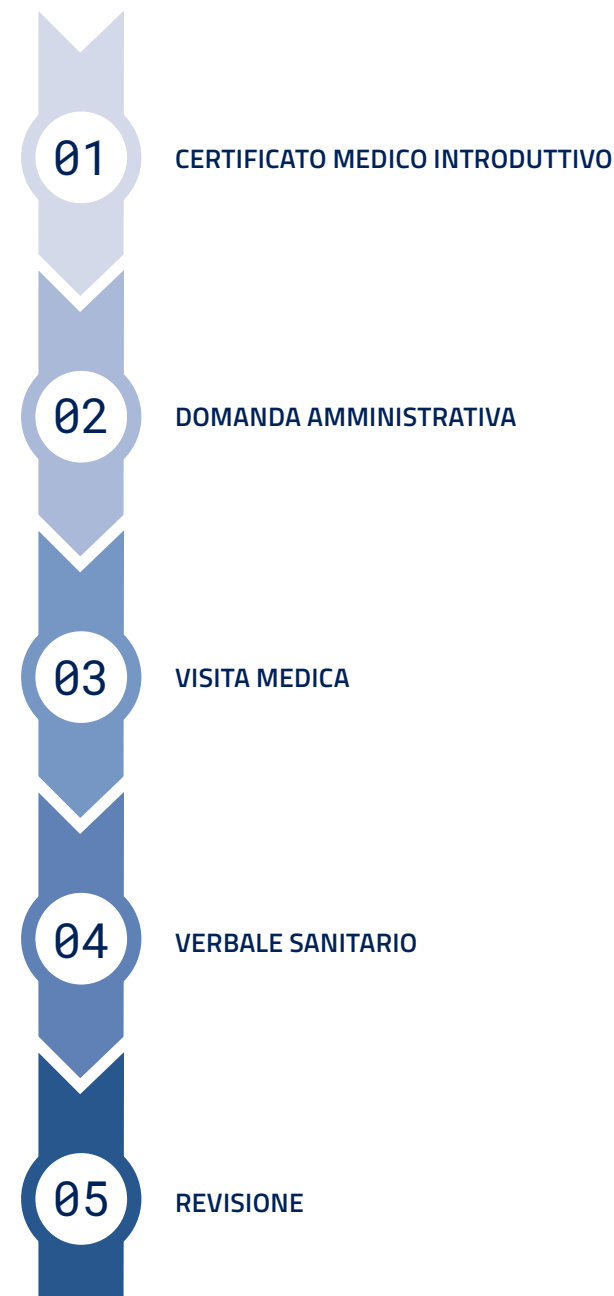 01
CERTIFICATO MEDICO INTRODUTTIVO
02
DOMANDA AMMINISTRATIVA
03
VISITA MEDICA
04
VERBALE SANITARIO
05
REVISIONE